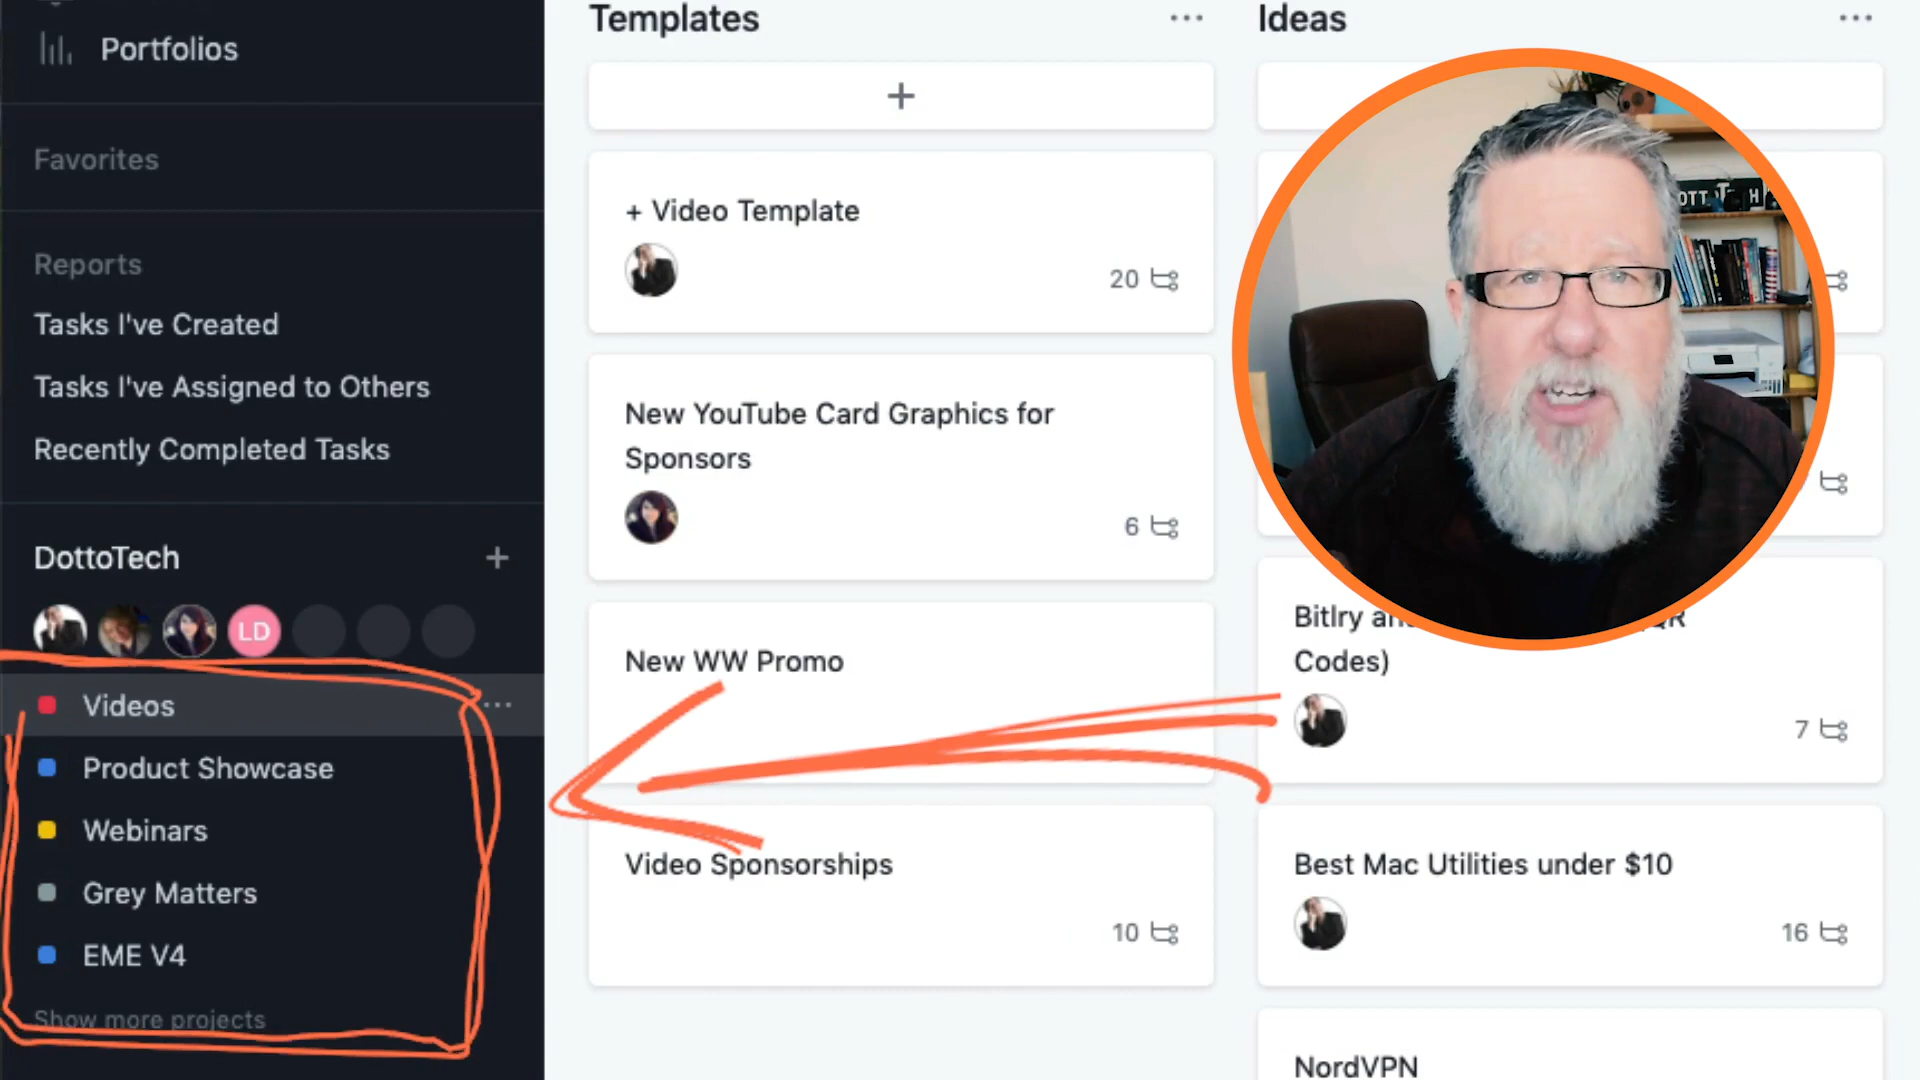 Portfolios
Favorites
Reports
Tasks I've Created
Tasks I've Assigned to Others
Recently Completed Tasks
DottoTech
LD
Videos
Product Showcase
Webinars
Grey Matters
EME V4
Show more projects
Templates
+ Video Template
20
New YouTube Card Graphics for
Sponsors
6
New WW Promo
Video Sponsorships
10
Ideas
Bitlry
Codes)
7
Best Mac Utilities under $10
16
NordVPN